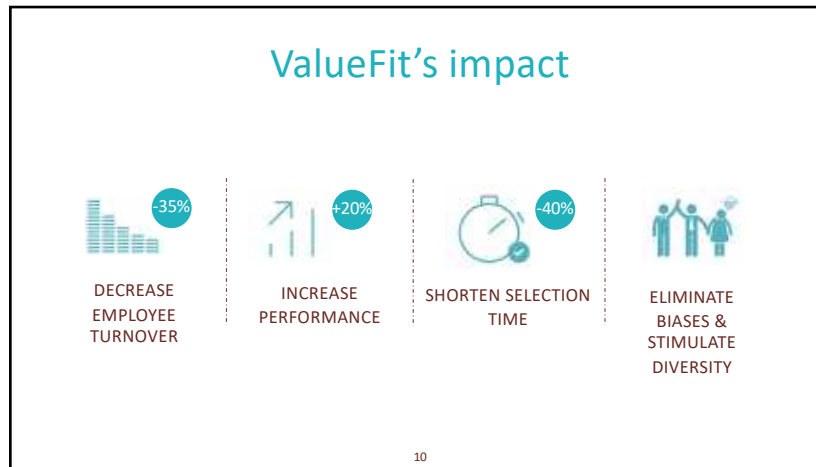 ValueFit’s impact
-35%
DECREASE
EMPLOYEE
TURNOVER
+20%
INCREASE
PERFORMANCE
-40%
SHORTEN SELECTION
TIME
ELIMINATE
BIASES &
STIMULATE
DIVERSITY
10